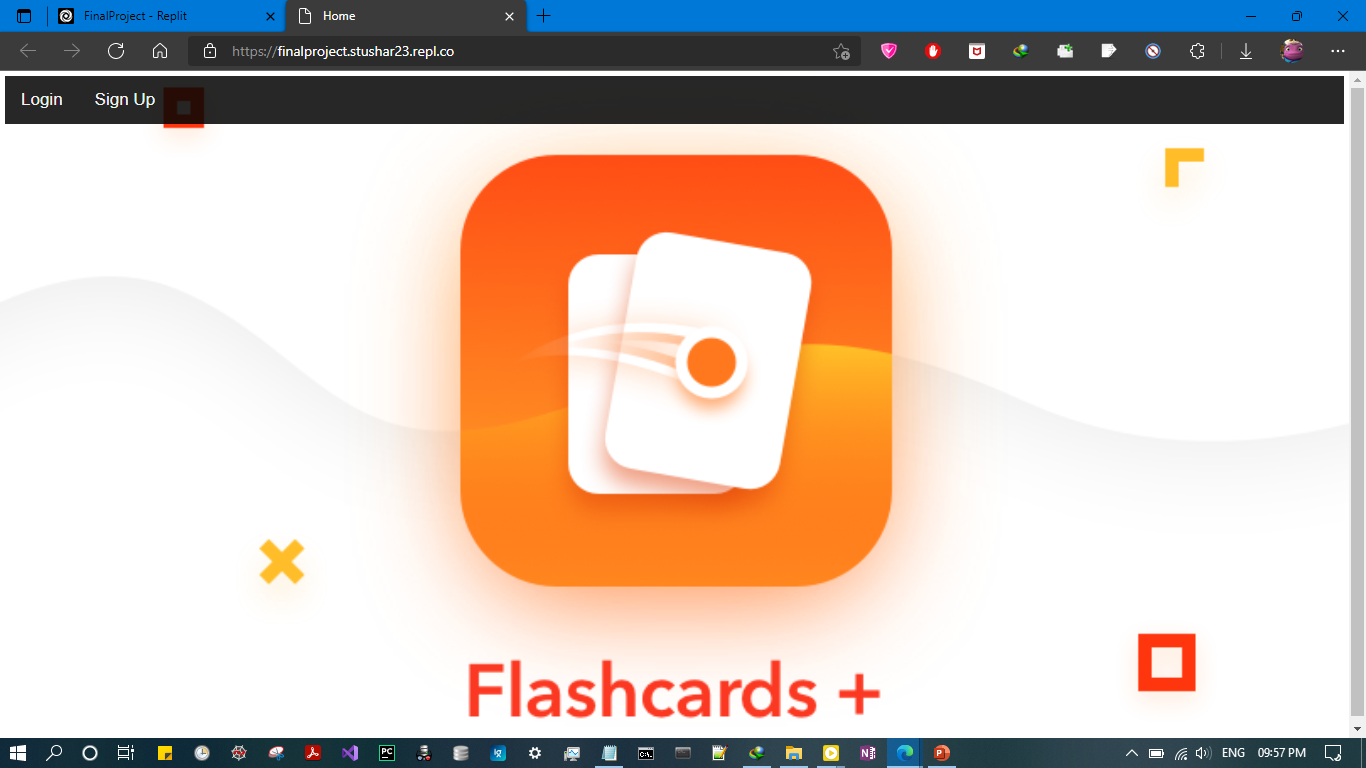 FinalProject - Replit
Home
https://finalproject.stushar23.repl.co
Login Sign Up
Flashcards +
ENG 09:57 PM